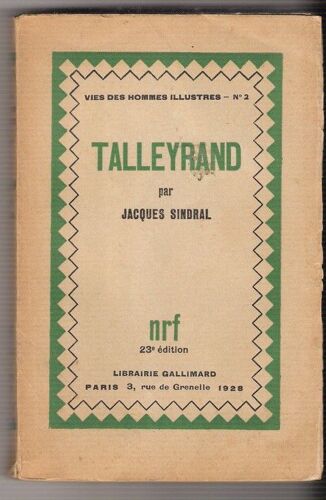 VIES DES HOMMES ILLUSTRES – N° 2
TALLEYRAND
par
JACQUES SINDRAL
nrf
23e édition
LIBRAIRIE GALLIMARD
PARIS 3, rue de Grenelle 1928